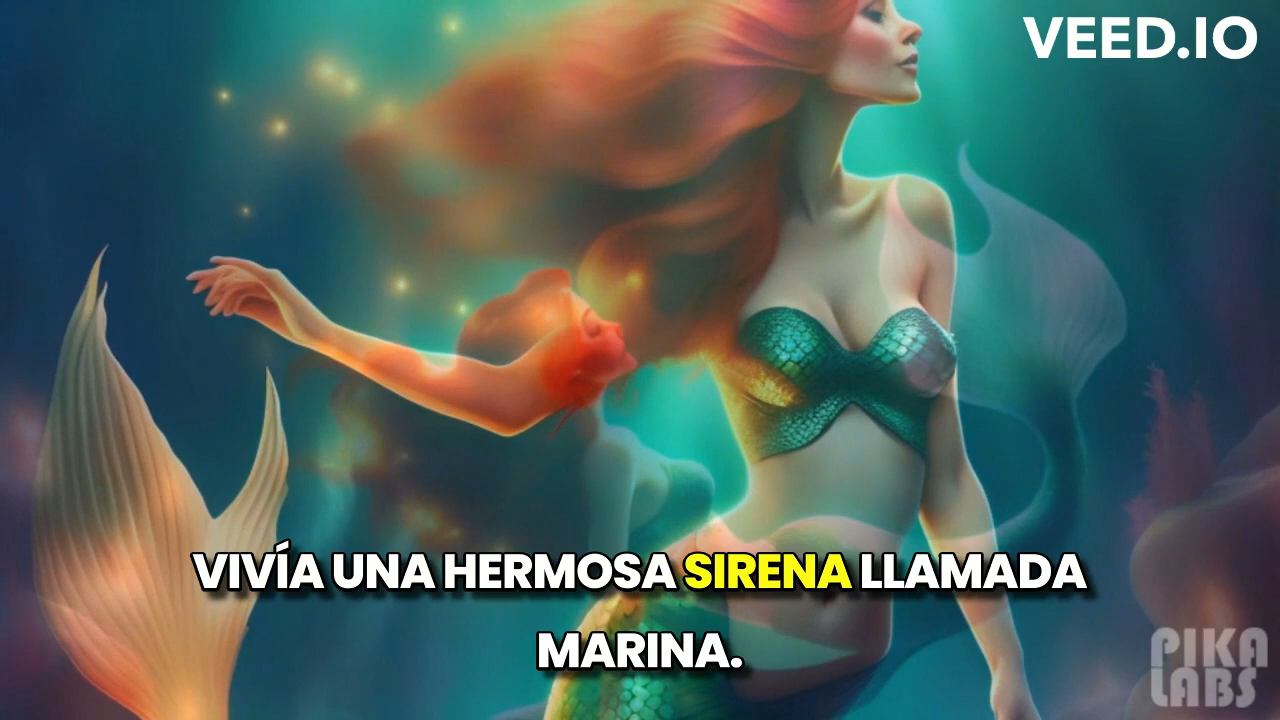 VEED.IO
VIVÍA UNA HERMOSA SIRENA LLAMADA
MARINA.
PIKA
LABS